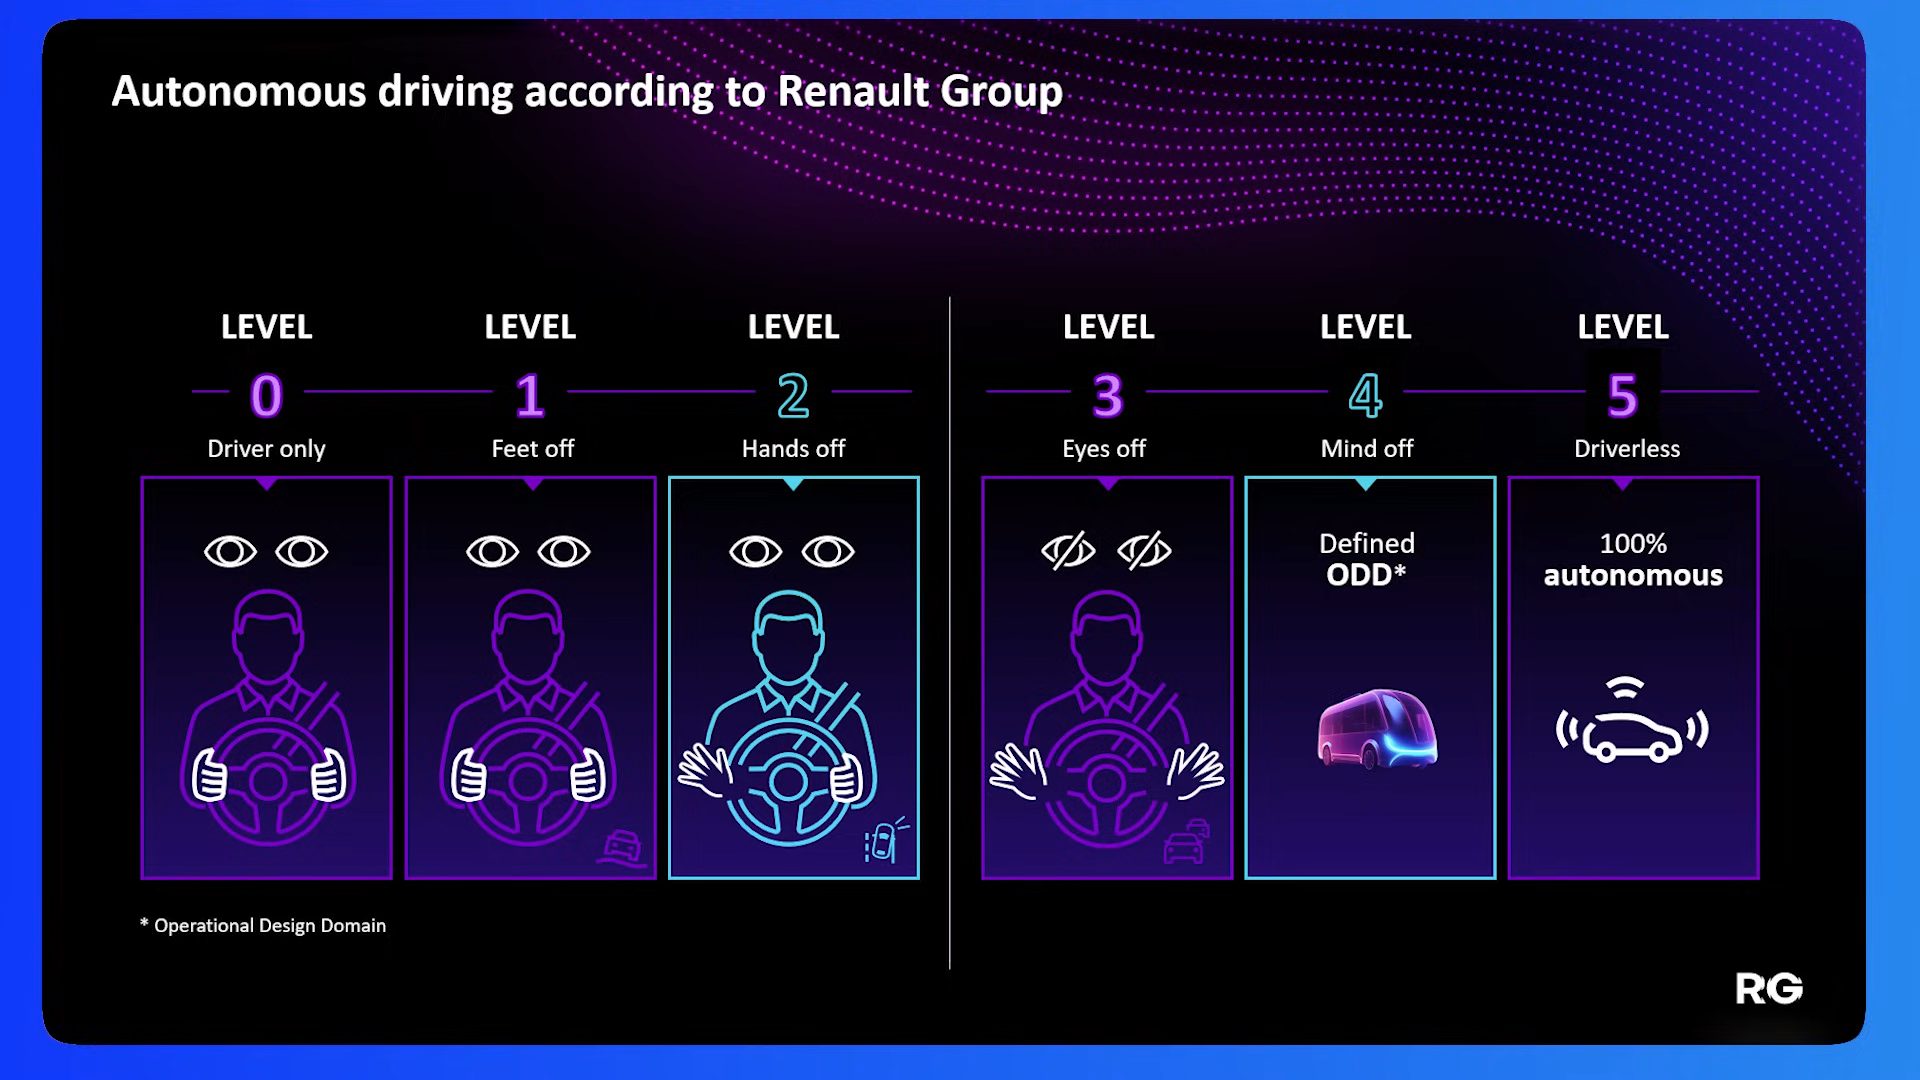 Autonomous driving according to Renault Group
LEVEL
0
Driver only
LEVEL
1
Feet off
LEVEL
2
Hands off
LEVEL
3
Eyes off
LEVEL
4
Mind off
Defined
ODD*
LEVEL
5
Driverless
100%
autonomous
* Operational Design Domain
RG